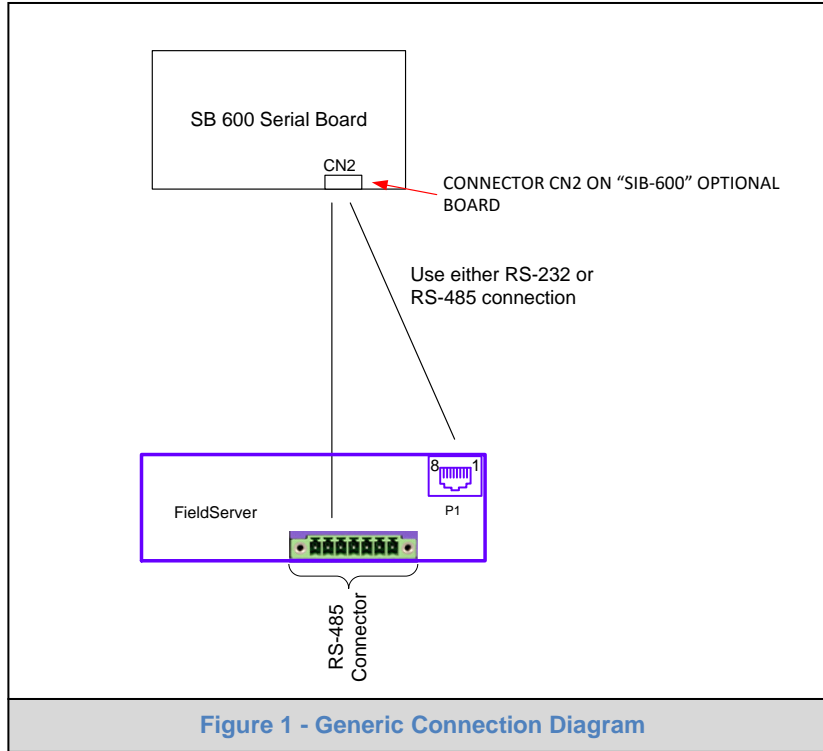 SB 600 Serial Board
CN2
CONNECTOR CN2 ON “SIB-600” OPTIONAL
BOARD
Use either RS-232 or
RS-485 connection
8 1
P1
FieldServer
RS-485
Connector
Figure 1 - Generic Connection Diagram